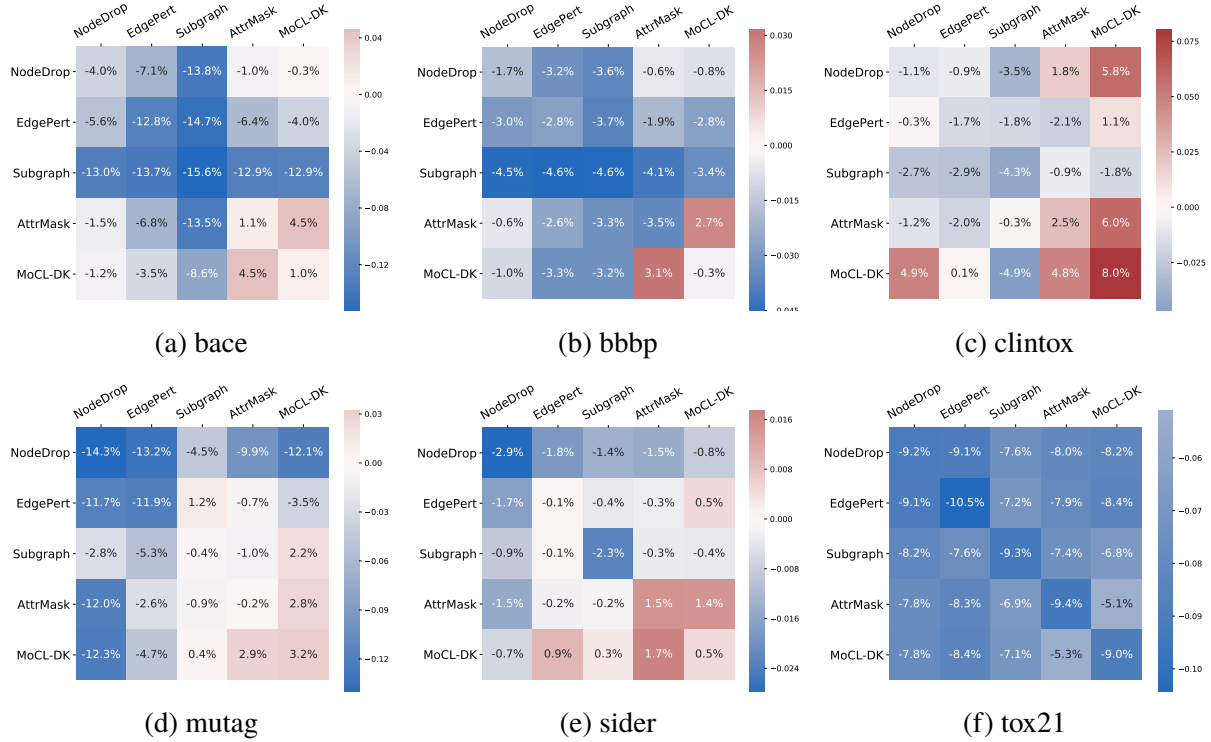 NodeDrop EdgePert Subgraph AttrMask MoCL-DK
NodeDrop -4.0% -7.1% -13.8% -1.0% -0.3%
EdgePert -5.6% -12.8% -14.7% -6.4% -4.0%
Subgraph -13.0% -13.7% -15.6% -12.9% -12.9%
AttrMask -1.5% -6.8% -13.5% 1.1% 4.5%
MoCL-DK -1.2% -3.5% -8.6% 4.5% 1.0%
0.04
0.00
−0.04
−0.08
−0.12
(a) bace
NodeDrop EdgePert Subgraph AttrMask MoCL-DK
NodeDrop -1.7% -3.2% -3.6% -0.6% -0.8%
EdgePert -3.0% -2.8% -3.7% -1.9% -2.8%
Subgraph -4.5% -4.6% -4.6% -4.1% -3.4%
AttrMask -0.6% -2.6% -3.3% -3.5% 2.7%
MoCL-DK -1.0% -3.3% -3.2% 3.1% -0.3%
0.030
0.015
0.000
−0.015
−0.030
−0.045
(b) bbbp
NodeDrop EdgePert Subgraph AttrMask MoCL-DK
NodeDrop -1.1% -0.9% -3.5% 1.8% 5.8%
EdgePert -0.3% -1.7% -1.8% -2.1% 1.1%
Subgraph -2.7% -2.9% -4.3% -0.9% -1.8%
AttrMask -1.2% -2.0% -0.3% 2.5% 6.0%
MoCL-DK 4.9% 0.1% -4.9% 4.8% 8.0%
0.075
0.050
0.025
0.000
−0.025
(c) clintox
NodeDrop EdgePert Subgraph AttrMask MoCL-DK
NodeDrop -14.3% -13.2% -4.5% -9.9% -12.1%
EdgePert -11.7% -11.9% 1.2% -0.7% -3.5%
Subgraph -2.8% -5.3% -0.4% -1.0% 2.2%
AttrMask -12.0% -2.6% -0.9% -0.2% 2.8%
MoCL-DK -12.3% -4.7% 0.4% 2.9% 3.2%
0.03
0.00
−0.03
−0.06
−0.09
−0.12
(d) mutag
NodeDrop EdgePert Subgraph AttrMask MoCL-DK
NodeDrop -2.9% -1.8% -1.4% -1.5% -0.8%
EdgePert -1.7% -0.1% -0.4% -0.3% 0.5%
Subgraph -0.9% -0.1% -2.3% -0.3% -0.4%
AttrMask -1.5% -0.2% -0.2% 1.5% 1.4%
MoCL-DK -0.7% 0.9% 0.3% 1.7% 0.5%
0.016
0.008
0.000
−0.008
−0.016
−0.024
(e) sider
NodeDrop EdgePert Subgraph AttrMask MoCL-DK
NodeDrop -9.2% -9.1% -7.6% -8.0% -8.2%
EdgePert -9.1% -10.5% -7.2% -7.9% -8.4%
Subgraph -8.2% -7.6% -9.3% -7.4% -6.8%
AttrMask -7.8% -8.3% -6.9% -9.4% -5.1%
MoCL-DK -7.8% -8.4% -7.1% -5.3% -9.0%
−0.06
−0.07
−0.08
−0.09
−0.10
(f) tox21